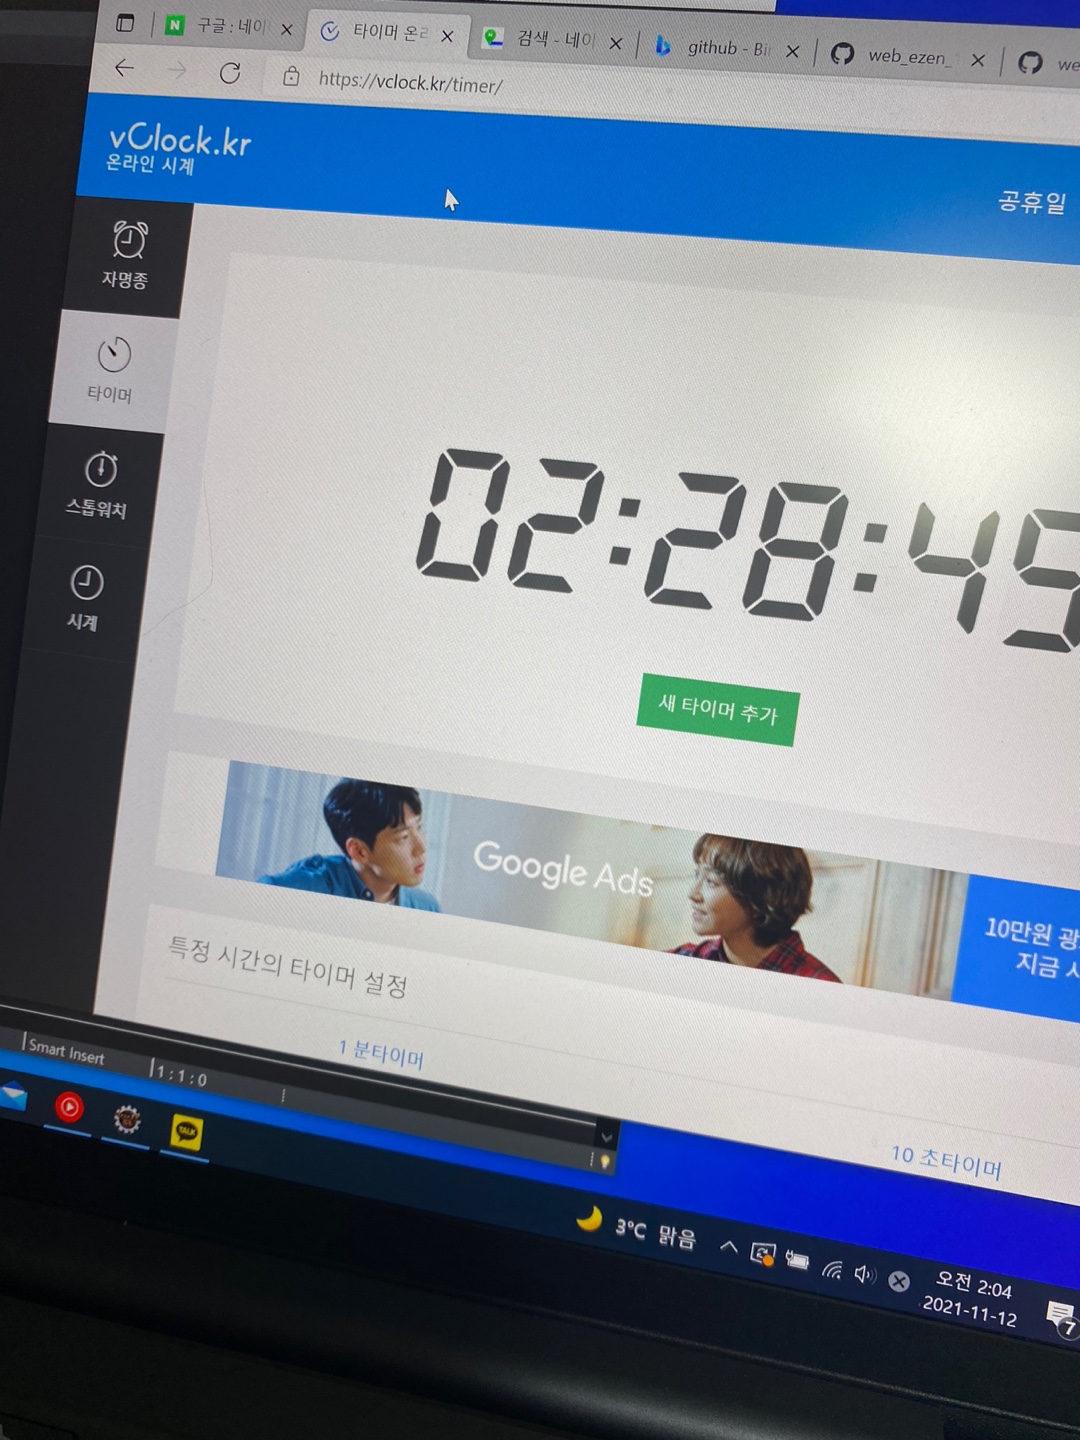 구글 : 네이
타이머 온라
검색 - 네이
github - Bi
web_ezen_
we
https://vclock.kr/timer/
vClock.kr
온라인 시계
공휴일
자명종
타이머
스톱워치
시계
02:28:45
새 타이머 추가
Google Ads
10만원 광
지금 시
특정 시간의 타이머 설정
1 분타이머
10 초타이머
Smart Insert
1 : 1 : 0
TALK
3°C 맑음
오전 2:04
2021-11-12
7